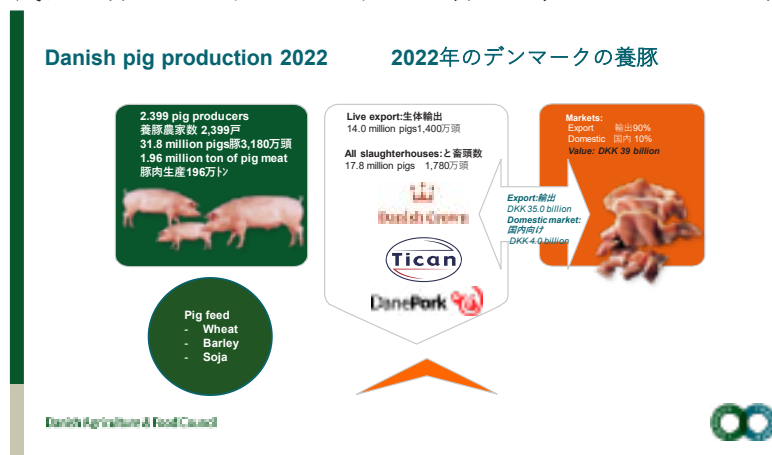 Danish pig production 2022 2022年のデンマークの養豚
2.399 pig producers
養豚農家数 2,399戸
31.8 million pigs豚3,180万頭
1.96 million ton of pig meat
豚肉生産196万トン
Pig feed
- Wheat
- Barley
- Soja
Live export:生体輸出
14.0 million pigs1,400万頭
All slaughterhouses:と畜頭数
17.8 million pigs 1,780万頭
Danish Crown
Tican
DanePork
Export:輸出
DKK 35.0 billion
Domestic market:
国内向け
DKK 4.0 billion
Markets:
Export 輸出90%
Domestic 国内 10%
Value: DKK 39 billion
Danish Agriculture & Food Council